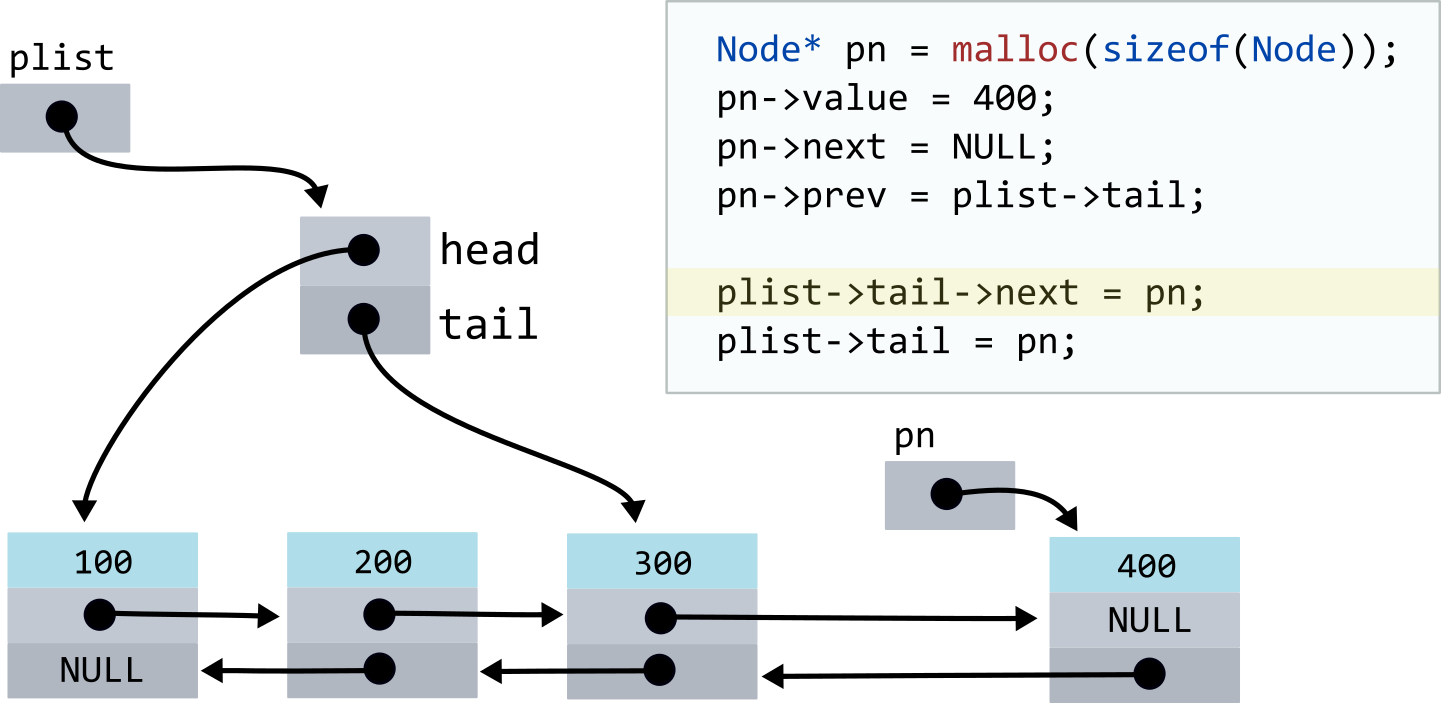 plist
Node* pn = malloc(sizeof(Node));
pn->value = 400;
pn->next = NULL;
pn->prev = plist->tail;
plist->tail->next = pn;
plist->tail = pn;
head
tail
pn
100
200
300
400
NULL
NULL